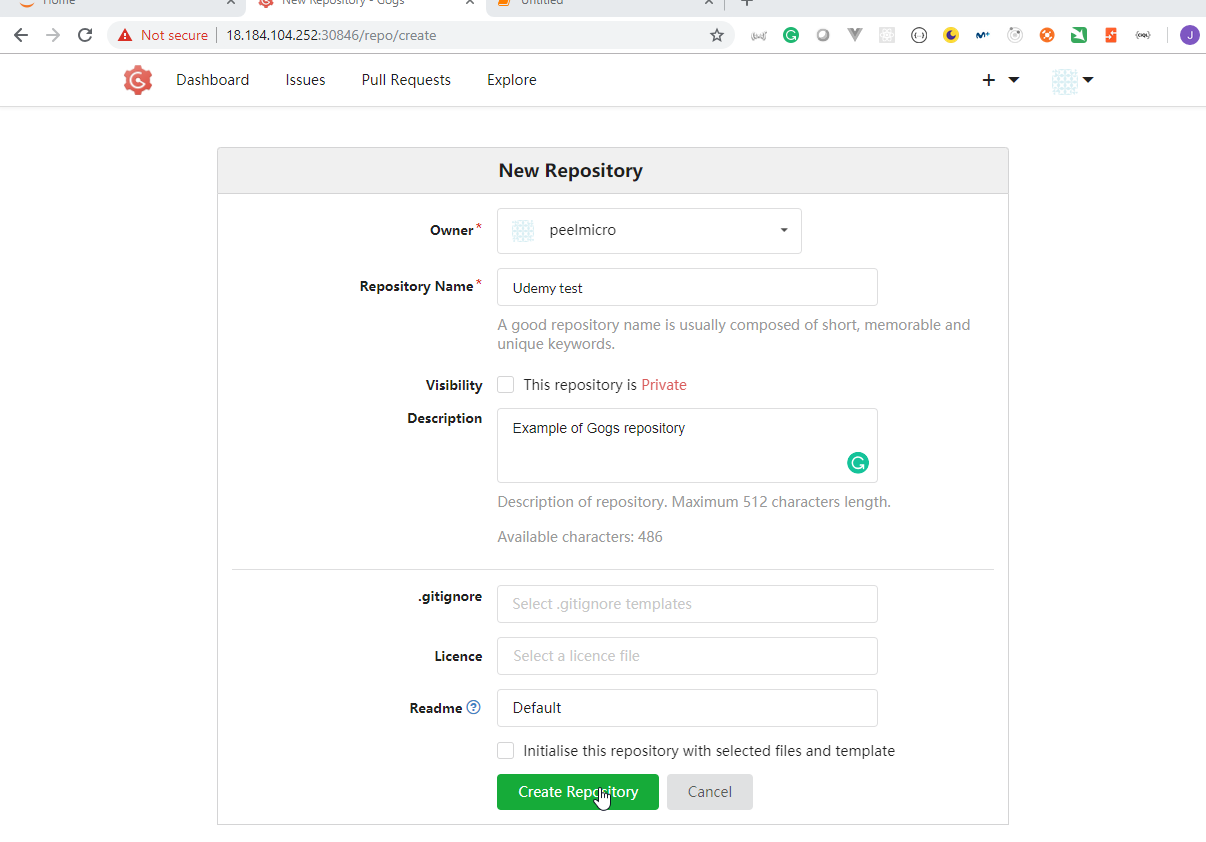 Home
New Repository - Gogs
Untitled
Not secure
18.184.104.252:30846/repo/create
J
Dashboard
Issues
Pull Requests
Explore
New Repository
Owner*
peelmicro
Repository Name*
Udemy test
A good repository name is usually composed of short, memorable and
unique keywords.
Visibility
This repository is Private
Description
Example of Gogs repository
Description of repository. Maximum 512 characters length.
Available characters: 486
.gitignore
Select .gitignore templates
Licence
Select a licence file
Readme
Default
Initialise this repository with selected files and template
Create Repository
Cancel